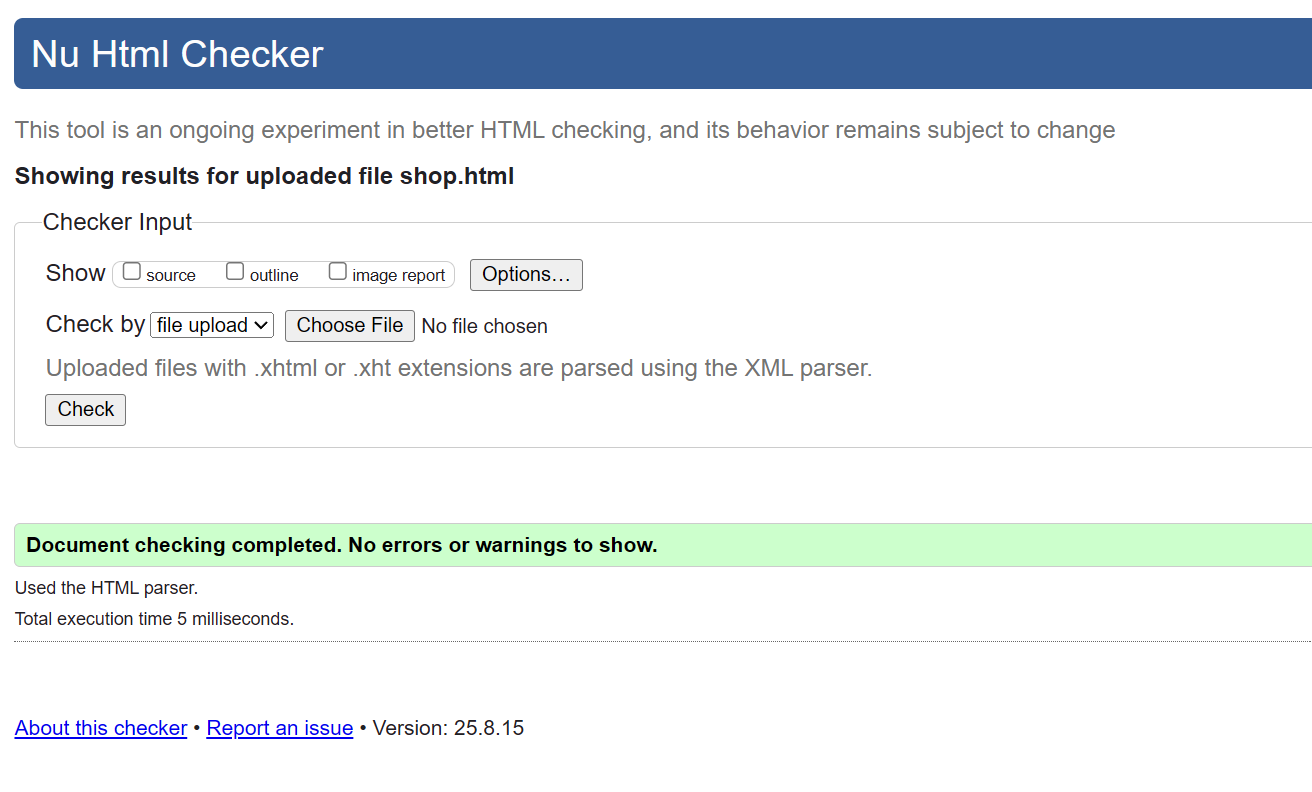 Nu Html Checker
This tool is an ongoing experiment in better HTML checking, and its behavior remains subject to change
Showing results for uploaded file shop.html
Checker Input
Show source outline image report Options…
Check by file upload Choose File No file chosen
Uploaded files with .xhtml or .xht extensions are parsed using the XML parser.
Check
Document checking completed. No errors or warnings to show.
Used the HTML parser.
Total execution time 5 milliseconds.
About this checker • Report an issue • Version: 25.8.15